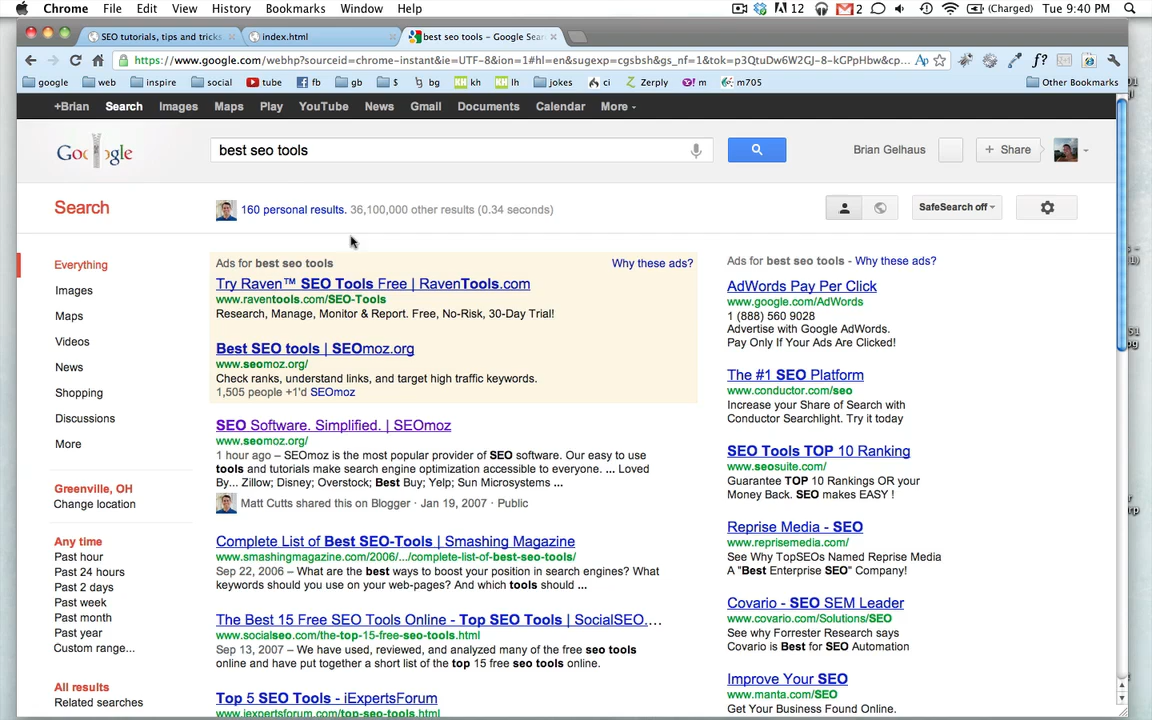 Chrome File Edit View History Bookmarks Window Help 12 2 (Charged) Tue 9:40 PM
SEO tutorials, tips and tricks × index.html × best seo tools - Google Sear ×
https://www.google.com/webhp?sourceid=chrome-instant&ie=UTF-8&ion=1#hl=en&sugexp=cgsbsh&gs_nf=1&tok=p3QtuDw6W2GJ-8-kGPpHbw&cp...
google web inspire social tube fb gb $ bg kh lh jokes ci Zerply m m705 Other Bookmarks
+Brian Search Images Maps Play YouTube News Gmail Documents Calendar More
Google best seo tools Brian Gelhaus + Share
Search 160 personal results. 36,100,000 other results (0.34 seconds) SafeSearch off
Everything
Images
Maps
Videos
News
Shopping
Discussions
More
Greenville, OH
Change location
Any time
Past hour
Past 24 hours
Past 2 days
Past week
Past month
Past year
Custom range...
All results
Related searches
Ads for best seo tools Why these ads?
Try Raven™ SEO Tools Free | RavenTools.com
www.raventools.com/SEO-Tools
Research, Manage, Monitor & Report. Free, No-Risk, 30-Day Trial!
Best SEO tools | SEOmoz.org
www.seomoz.org/
Check ranks, understand links, and target high traffic keywords.
1,505 people +1'd SEOmoz
SEO Software. Simplified. | SEOmoz
www.seomoz.org/
1 hour ago – SEOmoz is the most popular provider of SEO software. Our easy to use
tools and tutorials make search engine optimization accessible to everyone. ... Loved
By... Zillow; Disney; Overstock; Best Buy; Yelp; Sun Microsystems ...
Matt Cutts shared this on Blogger · Jan 19, 2007 · Public
Complete List of Best SEO-Tools | Smashing Magazine
www.smashingmagazine.com/2006/.../complete-list-of-best-seo-tools/
Sep 22, 2006 – What are the best ways to boost your position in search engines? What
keywords should you use on your web-pages? And which tools should ...
The Best 15 Free SEO Tools Online - Top SEO Tools | SocialSEO....
www.socialseo.com/the-top-15-free-seo-tools.html
Sep 13, 2007 – We have used, reviewed, and analyzed many of the free seo tools
online and have put together a short list of the top 15 free seo tools online.
Top 5 SEO Tools - iExpertsForum
www.iexpertsforum.com/top-seo-tools.html
Ads for best seo tools - Why these ads?
AdWords Pay Per Click
www.google.com/AdWords
1 (888) 560 9028
Advertise with Google AdWords.
Pay Only If Your Ads Are Clicked!
The #1 SEO Platform
www.conductor.com/seo
Increase your Share of Search with
Conductor Searchlight. Try it today
SEO Tools TOP 10 Ranking
www.seosuite.com/
Guarantee TOP 10 Rankings OR your
Money Back. SEO makes EASY !
Reprise Media - SEO
www.reprisemedia.com/
See Why TopSEOs Named Reprise Media
A "Best Enterprise SEO" Company!
Covario - SEO SEM Leader
www.covario.com/Solutions/SEO
See why Forrester Research says
Covario is Best for SEO Automation
Improve Your SEO
www.manta.com/SEO
Get Your Business Found Online.